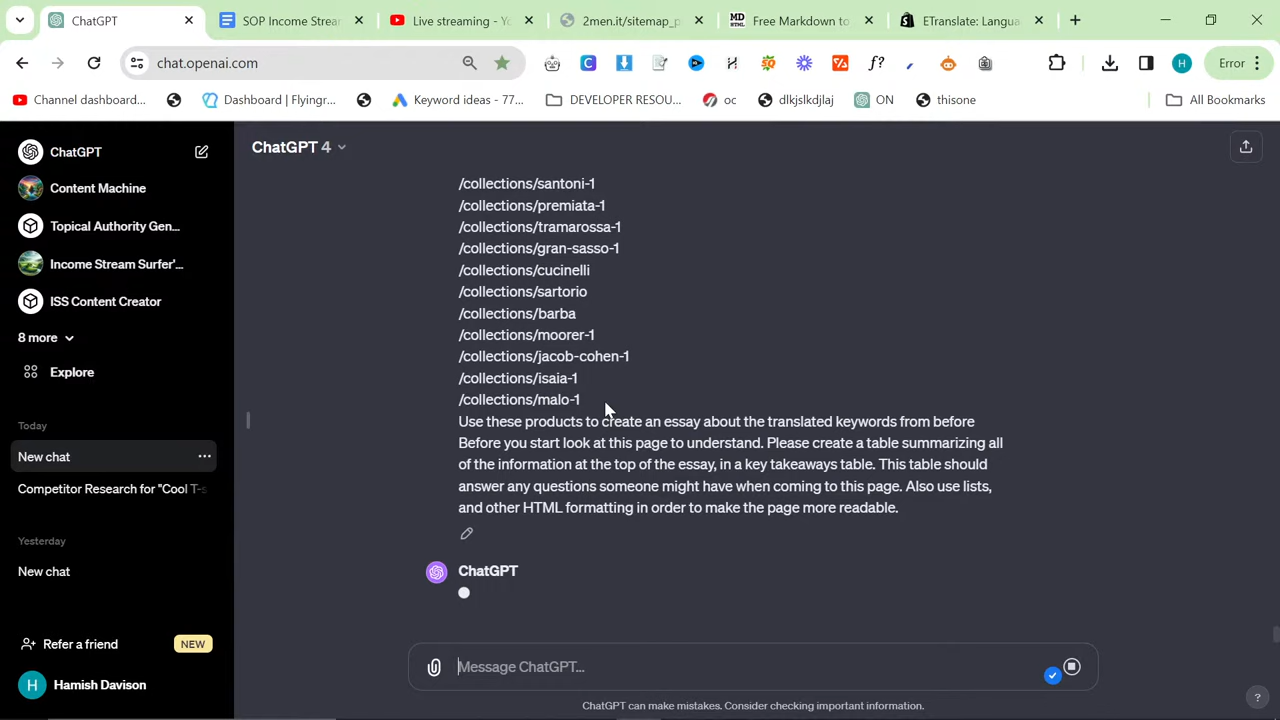 ChatGPT
SOP Income Strean
Live streaming - Yo
2men.it/sitemap_p
Free Markdown to
ETranslate: Langua
chat.openai.com
Error
Channel dashboard...
Dashboard | Flyingr...
Keyword ideas - 77...
DEVELOPER RESOU...
oc
dlkjslkdjlaj
ON
thisone
All Bookmarks
ChatGPT
Content Machine
Topical Authority Gen...
Income Stream Surfer'...
ISS Content Creator
8 more
Explore
Today
New chat
Competitor Research for "Cool T-s
Yesterday
New chat
Refer a friend
NEW
Hamish Davison
ChatGPT 4
/collections/santoni-1
/collections/premiata-1
/collections/tramarossa-1
/collections/gran-sasso-1
/collections/cucinelli
/collections/sartorio
/collections/barba
/collections/moorer-1
/collections/jacob-cohen-1
/collections/isaia-1
/collections/malo-1
Use these products to create an essay about the translated keywords from before
Before you start look at this page to understand. Please create a table summarizing all
of the information at the top of the essay, in a key takeaways table. This table should
answer any questions someone might have when coming to this page. Also use lists,
and other HTML formatting in order to make the page more readable.
ChatGPT
Message ChatGPT...
ChatGPT can make mistakes. Consider checking important information.
?